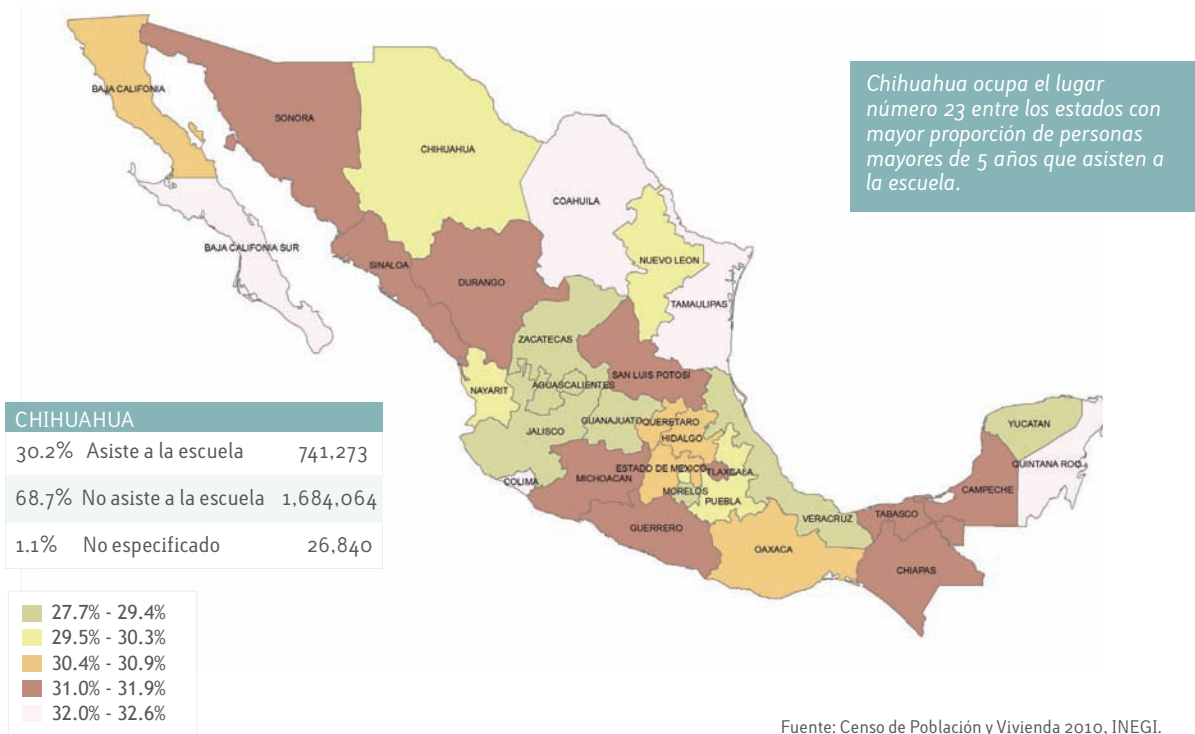 BAJA CALIFONIA
SONORA
CHIHUAHUA
COAHUILA
BAJA CALIFONIA SUR
NUEVO LEON
SINALOA
DURANGO
TAMAULIPAS
ZACATECAS
SAN LUIS POTOSI
NAYARIT
AGUASCALIENTES
GUANAJUATO
QUERETARO
JALISCO
HIDALGO
YUCATAN
QUINTANA ROO
COLIMA
MICHOACAN
ESTADO DE MEXICO
TLAXCALA
CAMPECHE
MORELOS
PUEBLA
VERACRUZ
TABASCO
GUERRERO
OAXACA
CHIAPAS
Chihuahua ocupa el lugar
número 23 entre los estados con
mayor proporción de personas
mayores de 5 años que asisten a
la escuela.
CHIHUAHUA
30.2% Asiste a la escuela 741,273
68.7% No asiste a la escuela 1,684,064
1.1% No especificado 26,840
27.7% - 29.4%
29.5% - 30.3%
30.4% - 30.9%
31.0% - 31.9%
32.0% - 32.6%
Fuente: Censo de Población y Vivienda 2010, INEGI.